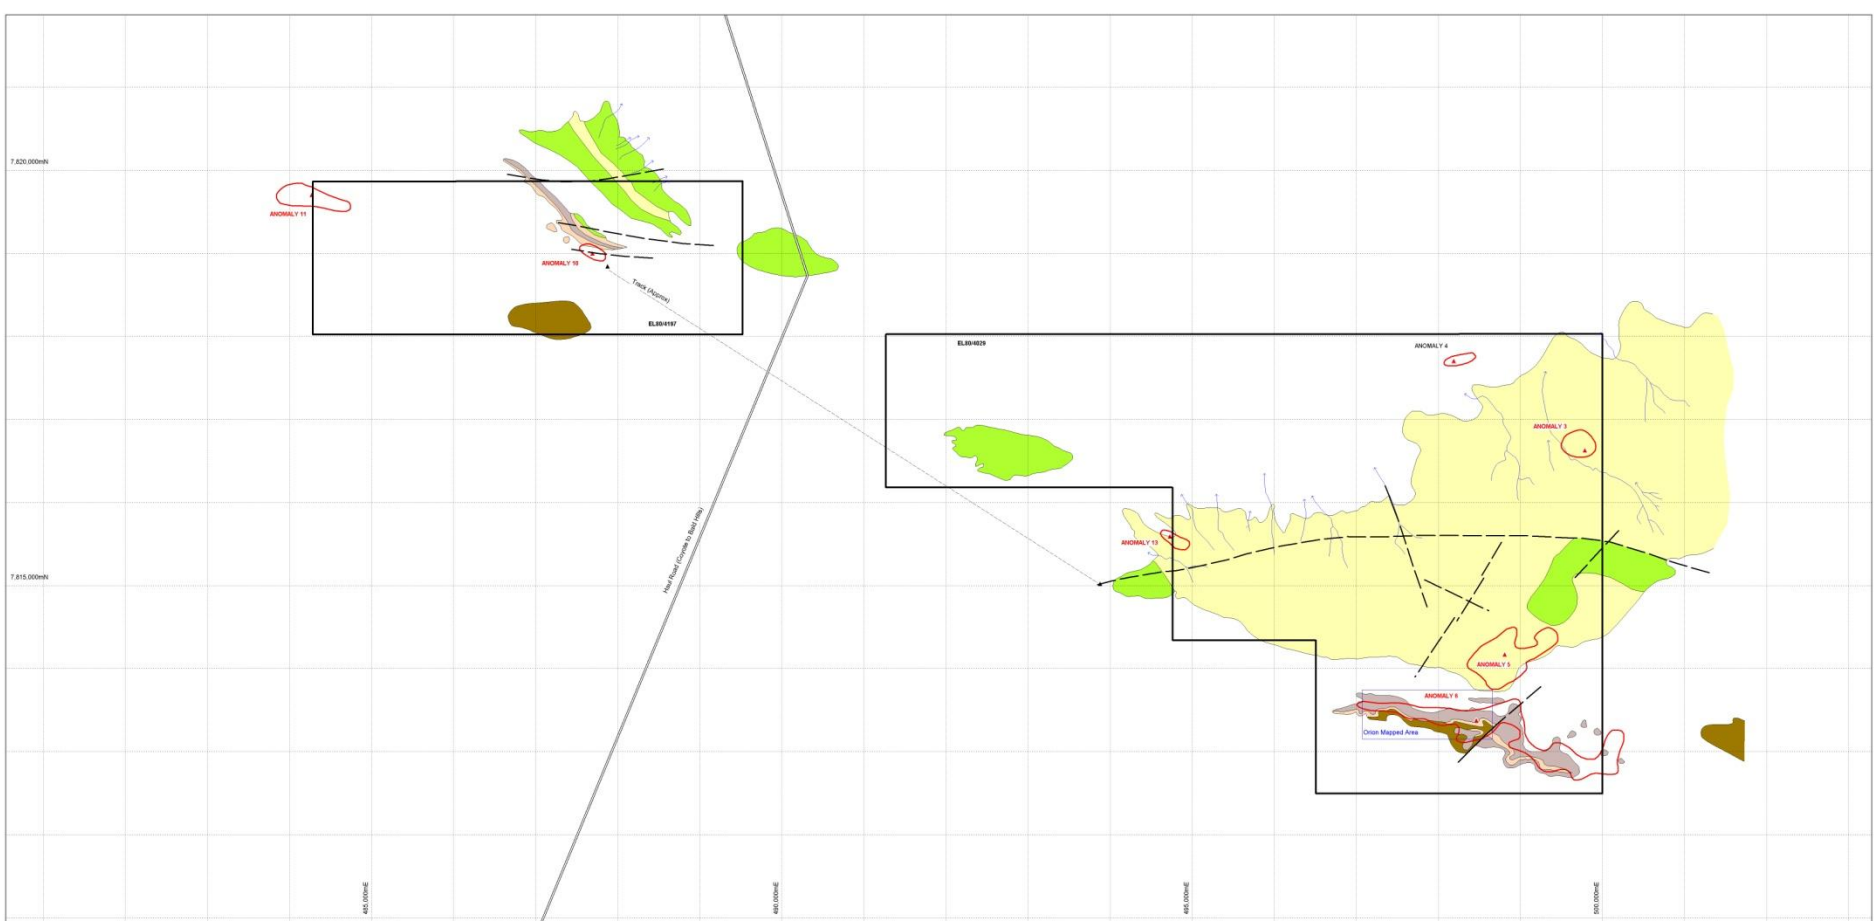 7,820,000mN
ANOMALY 11
ANOMALY 10
Track (Approx)
EL80/4197
EL80/4029
ANOMALY 4
ANOMALY 3
Haul Road (Coyote to Bald Hills)
ANOMALY 13
7,815,000mN
ANOMALY 5
ANOMALY 6
Orion Mapped Area
485,000mE
490,000mE
495,000mE
500,000mE